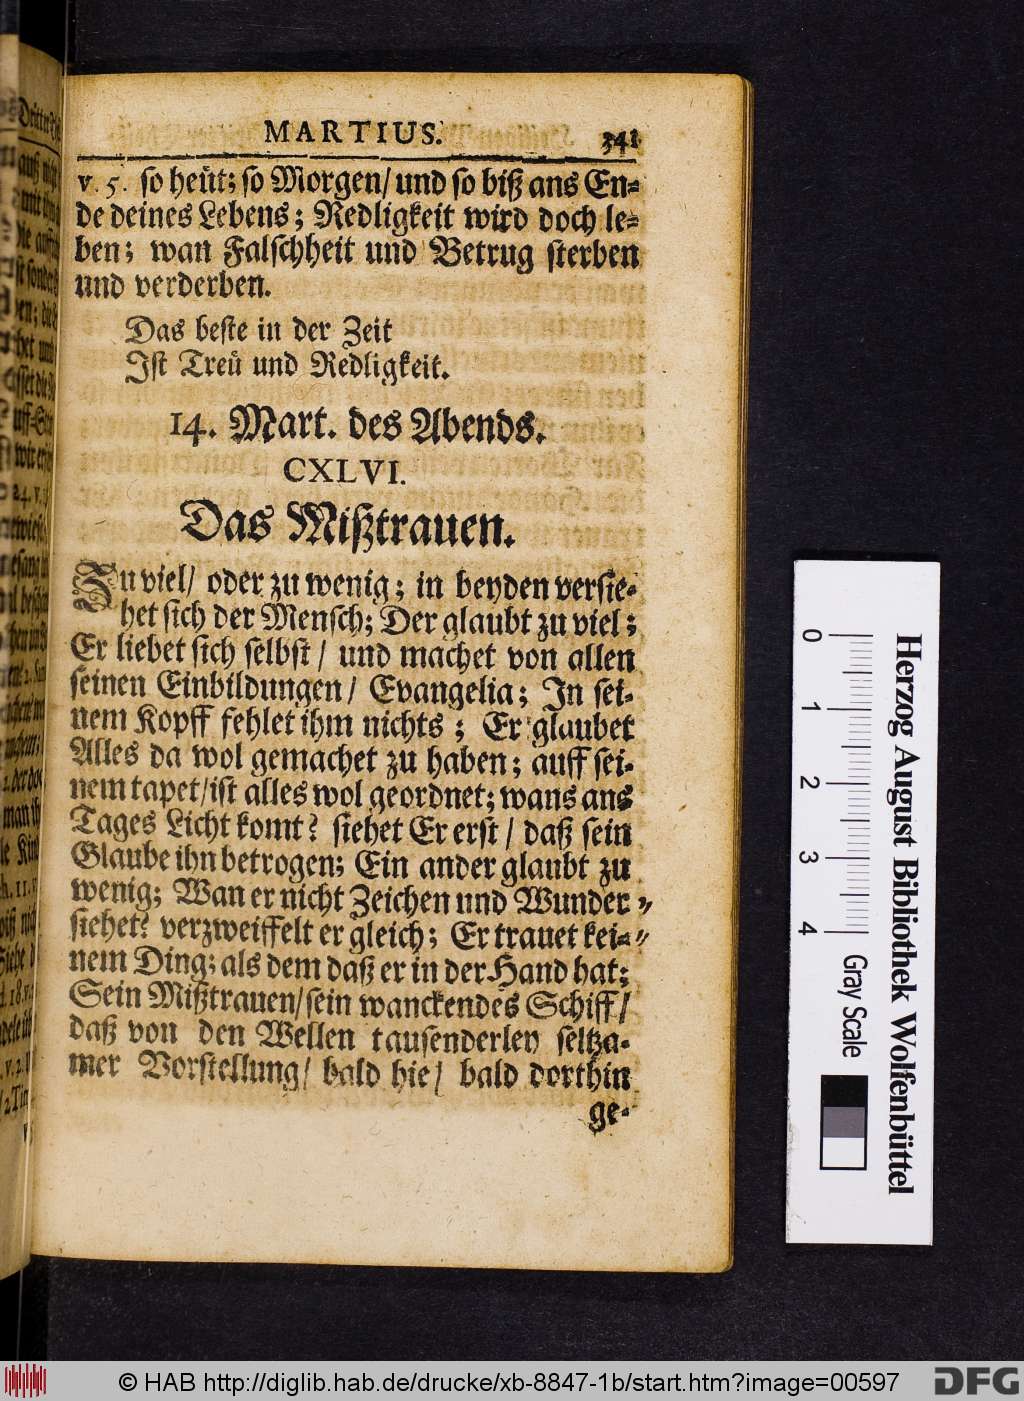 MARTIUS. 341
v. 5. so heüt; so Morgen/ und so biß ans En=
de deines Lebens; Redligkeit wird doch le=
ben; wan Falschheit und Betrug sterben
und verderben.
Das beste in der Zeit
Ist Treü und Redligkeit.
14. Mart. des Abends.
CXLVI.
Das Mißtrauen.
Zu viel/ oder zu wenig; in beyden versie=
het sich der Mensch; Der glaubt zu viel;
Er liebet sich selbst/ und machet von allen
seinen Einbildungen/ Evangelia; In sei=
nem Kopff fehlet ihm nichts; Er glaubet
Alles da wol gemachet zu haben; auff sei=
nem tapet/ist alles wol geordnet; wans ans
Tages Licht komt? siehet Er erst/ daß sein
Glaube ihn betrogen; Ein ander glaubt zu
wenig; Wan er nicht Zeichen und Wunder
siehet? verzweiffelt er gleich; Er trauet kei=
nem Ding; als dem daß er in der Hand hat;
Sein Mißtrauen/sein wanckendes Schiff/
daß von den Wellen tausenderley seltza=
mer Vorstellung/ bald hie/ bald dorthin
ge=
0 1 2 3 4
Herzog August Bibliothek Wolfenbüttel
Gray Scale
© HAB http://diglib.hab.de/drucke/xb-8847-1b/start.htm?image=00597
DFG